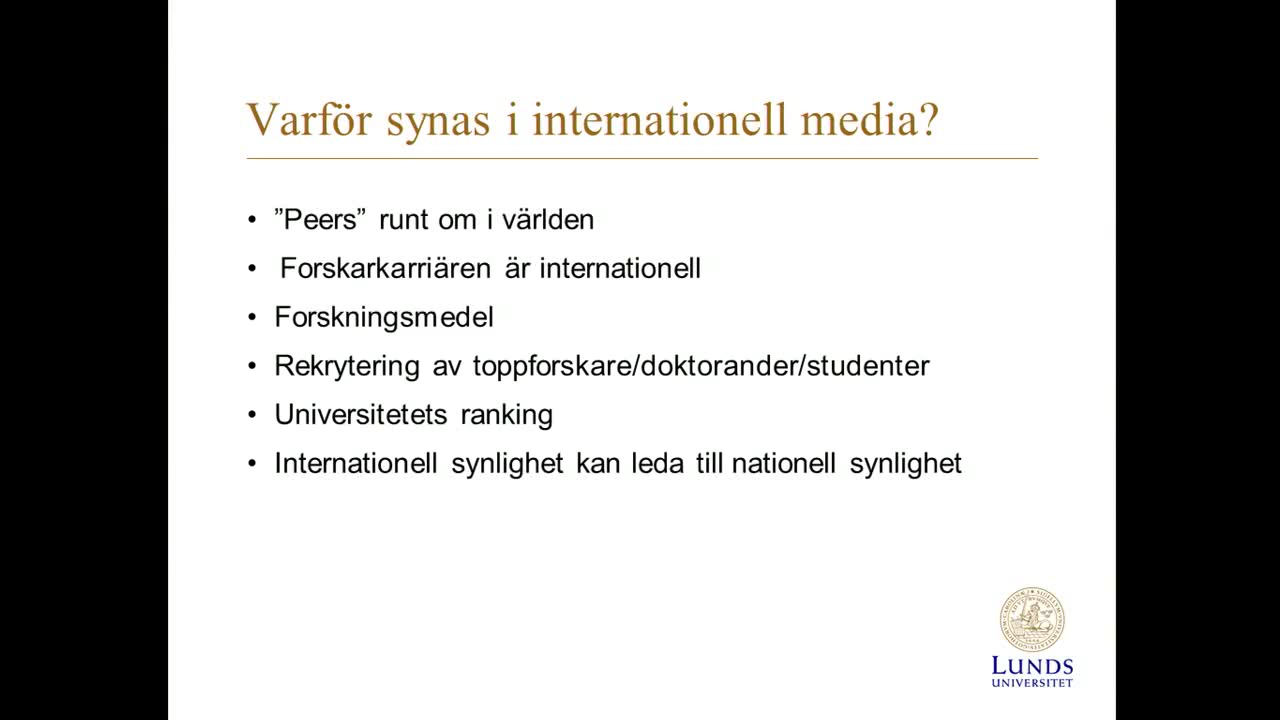 Varför synas i internationell media?
• ”Peers” runt om i världen
• Forskarkarriären är internationell
• Forskningsmedel
• Rekrytering av toppforskare/doktorander/studenter
• Universitetets ranking
• Internationell synlighet kan leda till nationell synlighet
LUNDS
UNIVERSITET